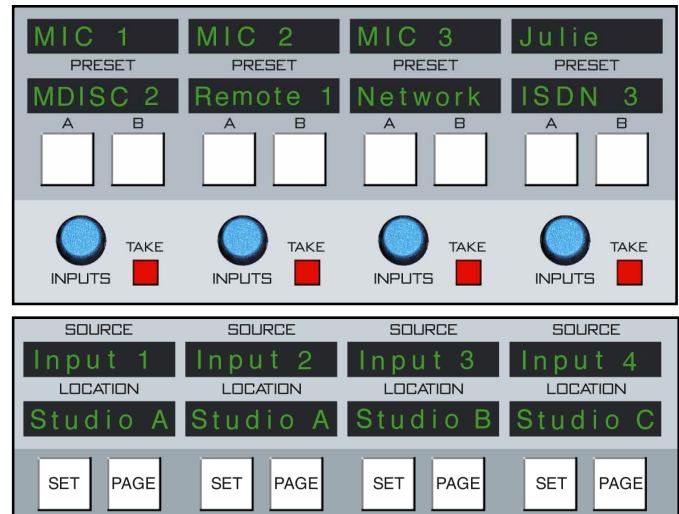 MIC 1 MIC 2 MIC 3 Julie
PRESET PRESET PRESET PRESET
MDISC 2 Remote 1 Network ISDN 3
A B A B A B A B
TAKE TAKE TAKE TAKE
INPUTS INPUTS INPUTS INPUTS
SOURCE SOURCE SOURCE SOURCE
Input 1 Input 2 Input 3 Input 4
LOCATION LOCATION LOCATION LOCATION
Studio A Studio A Studio B Studio C
SET PAGE SET PAGE SET PAGE SET PAGE